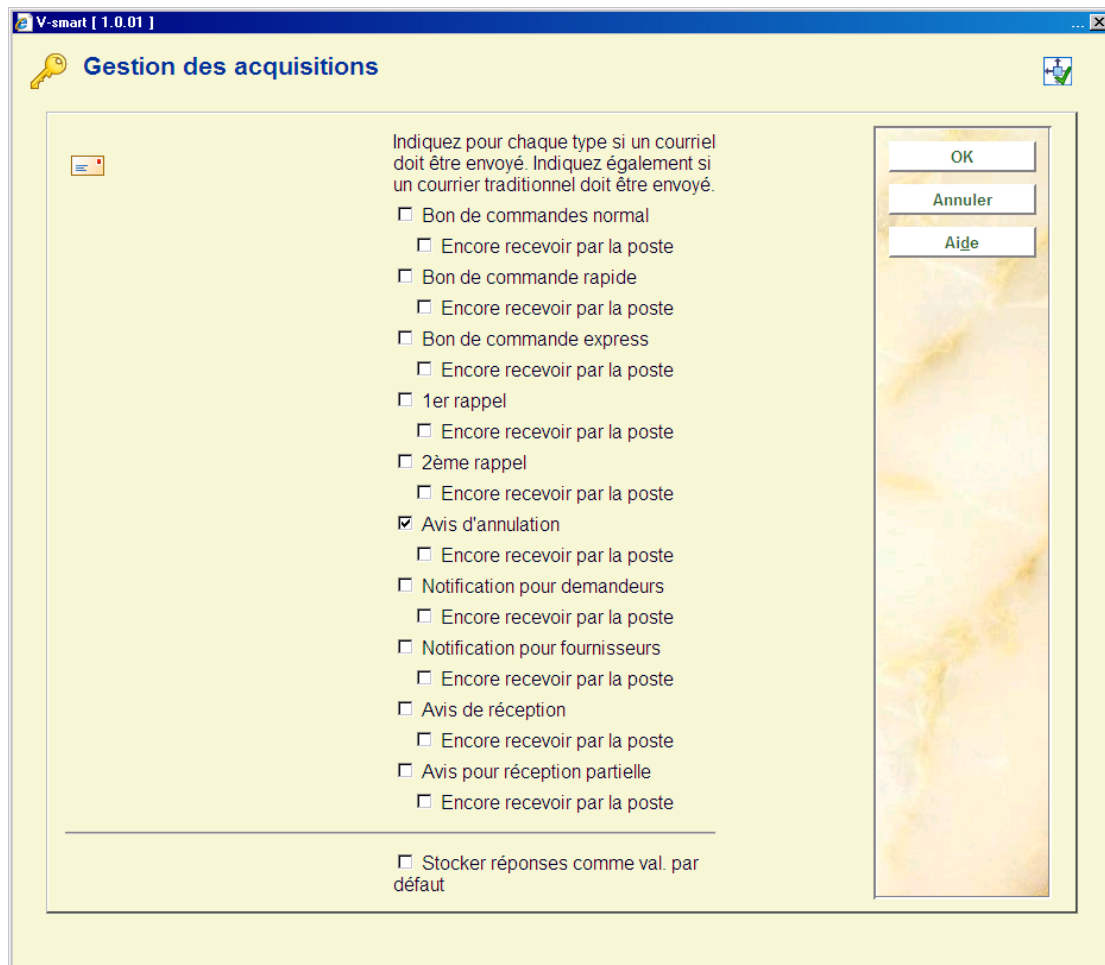 V-smart [ 1.0.01 ]
...
Gestion des acquisitions
Indiquez pour chaque type si un courriel
doit être envoyé. Indiquez également si
un courrier traditionnel doit être envoyé.
Bon de commandes normal
Encore recevoir par la poste
Bon de commande rapide
Encore recevoir par la poste
Bon de commande express
Encore recevoir par la poste
1er rappel
Encore recevoir par la poste
2ème rappel
Encore recevoir par la poste
Avis d'annulation
Encore recevoir par la poste
Notification pour demandeurs
Encore recevoir par la poste
Notification pour fournisseurs
Encore recevoir par la poste
Avis de réception
Encore recevoir par la poste
Avis pour réception partielle
Encore recevoir par la poste
Stocker réponses comme val. par
défaut
OK
Annuler
Aide